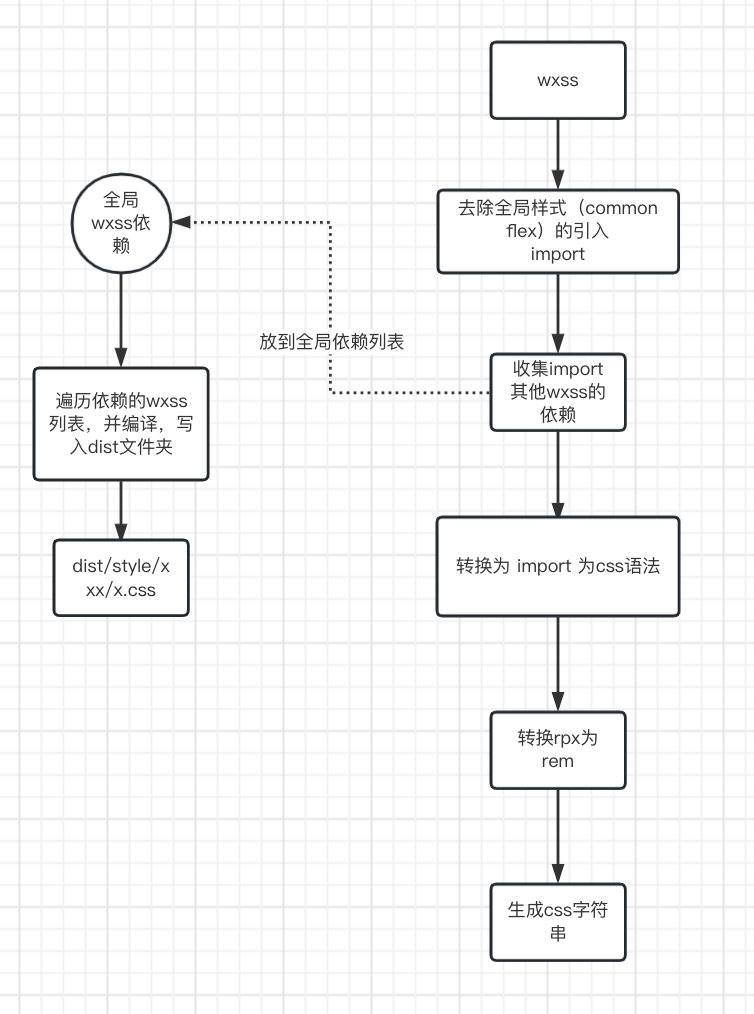 wxss
去除全局样式（common
flex）的引入
import
全局
wxss依
赖
放到全局依赖列表
收集import
其他wxss的
依赖
遍历依赖的wxss
列表，并编译，写
入dist文件夹
转换为 import 为css语法
dist/style/x
xx/x.css
转换rpx为
rem
生成css字符
串